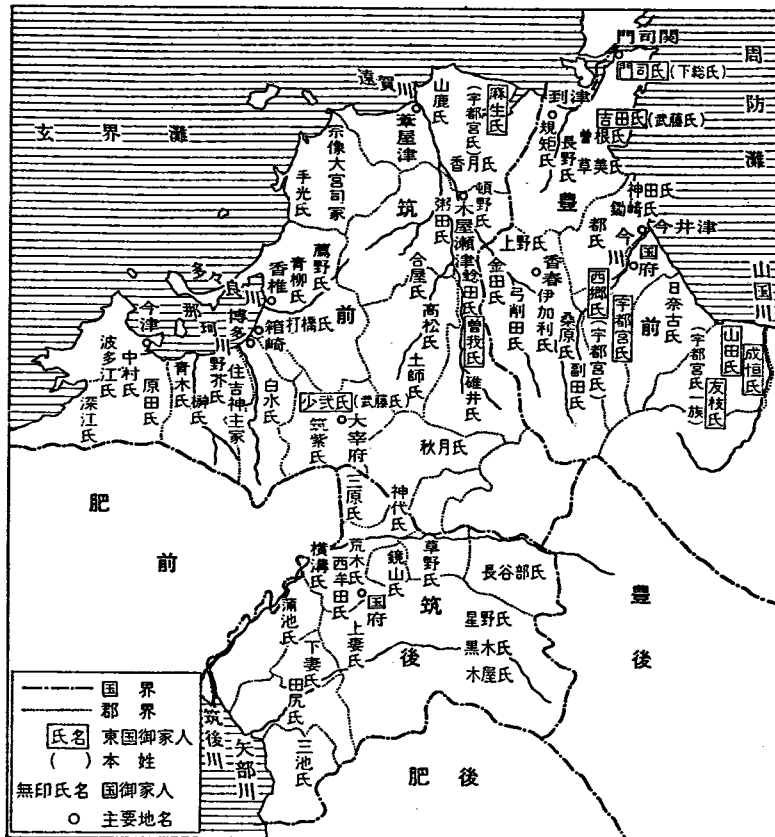 門司関
門司氏(下総氏)
周防灘
遠賀川
山鹿氏
麻生氏
(宇都宮氏)
到津
規矩氏
長野氏
吉田氏(武藤氏)
曽根氏
草美氏
玄界灘
葦屋津
宗像大宮司家
手光氏
香月氏
筑前
豊前
神田氏
鋤崎氏
今井津
頓野氏
木屋瀬津
粥田氏
上野氏
都氏
今川
国府
多々良川
香椎
青柳氏
薦野氏
合屋氏
鯰田氏
金田氏
香春
伊加利氏
弓削田氏
西郷氏(宇都宮氏)
宇都宮氏
日奈古氏
山国川
山田氏
成恒氏
友枝氏
(宇都宮氏一族)
今津
那珂川
博多
箱崎
打橋氏
高松氏
曽我氏
桑原氏
副田氏
波多江氏
中村氏
深江氏
原田氏
青木氏
榊氏
野芥氏
住吉神主家
白水氏
少弐氏(武藤氏)
土師氏
碓井氏
筑紫氏
大宰府
秋月氏
三原氏
神代氏
肥前
横溝氏
荒木氏
西牟田氏
鏡山氏
草野氏
長谷部氏
国府
筑後
豊後
蒲池氏
上妻氏
星野氏
黒木氏
木屋氏
下妻氏
田尻氏
三池氏
筑後川
矢部川
肥後
国界
郡界
氏名 東国御家人
( ) 本姓
無印氏名 国御家人
○ 主要地名